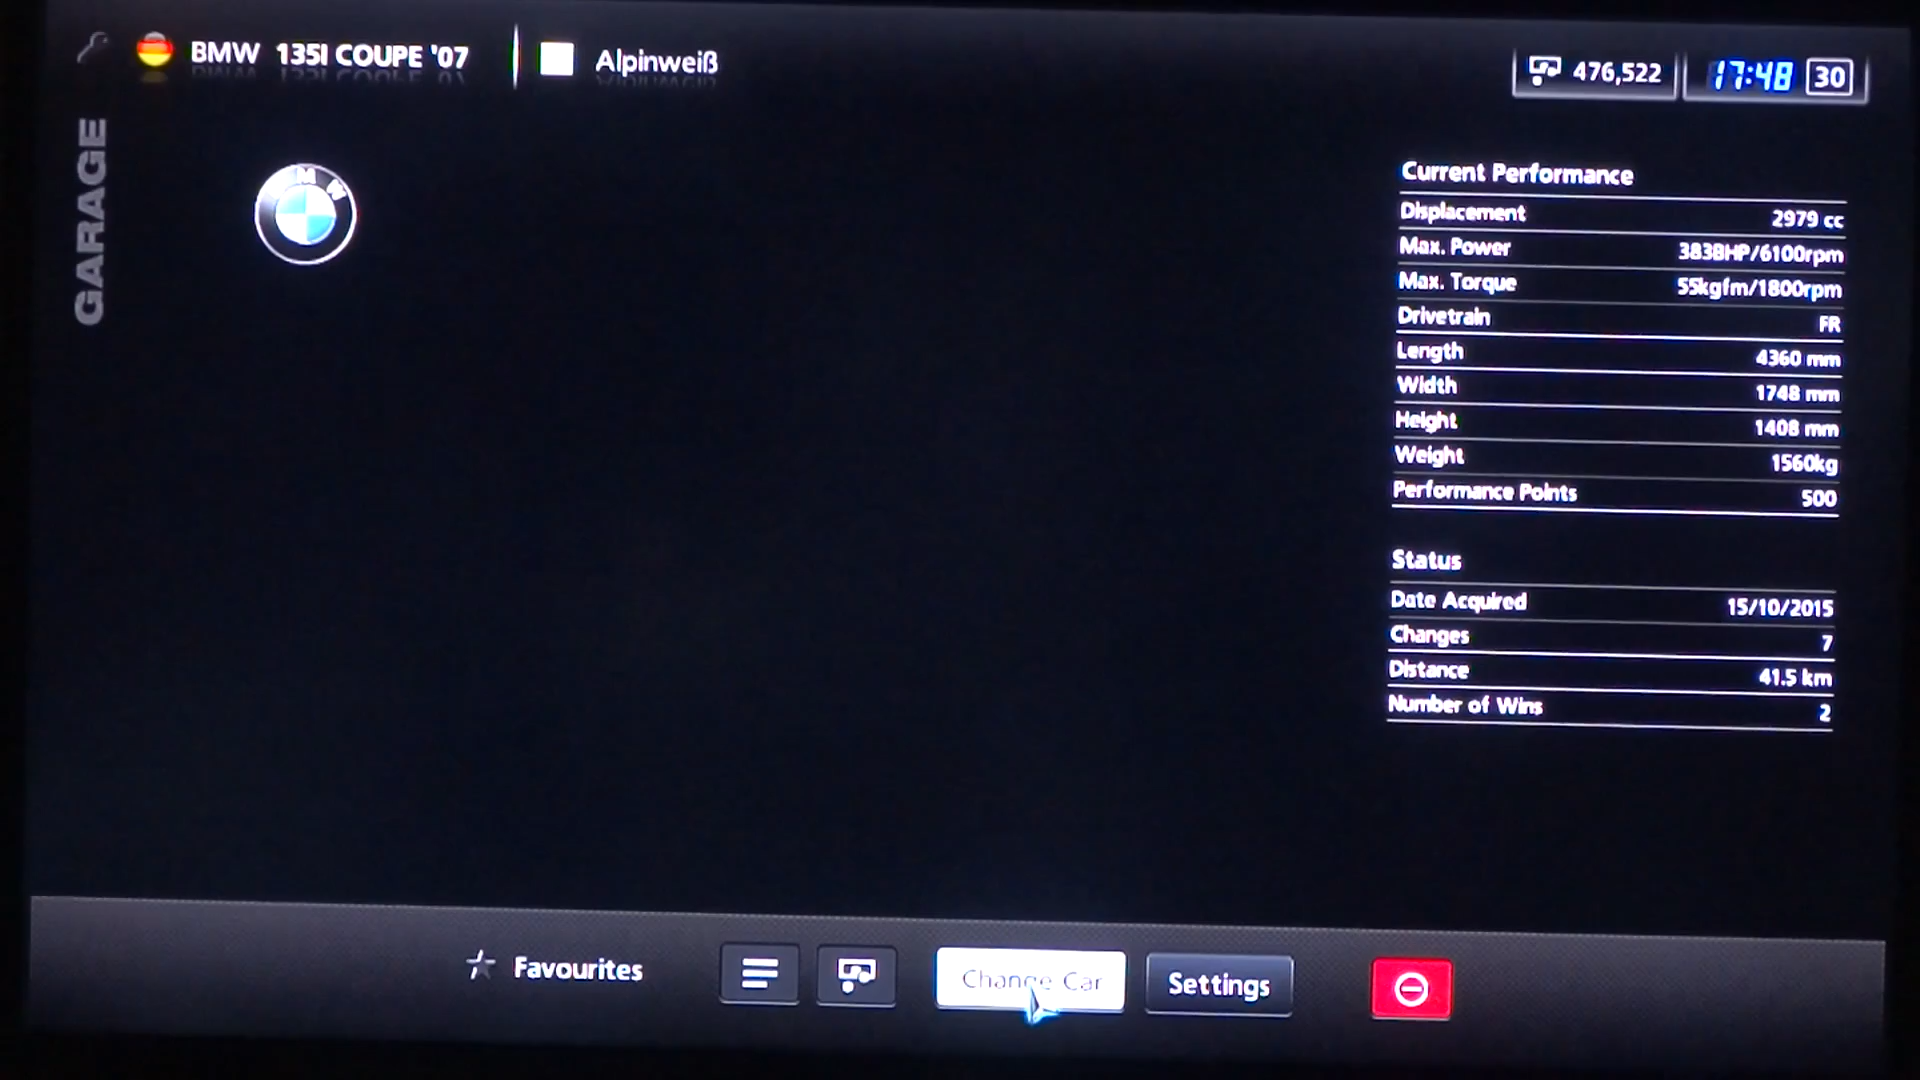 BMW 135I COUPE '07
Alpinweiß
476,522
17:48
30
GARAGE
BMW
Current Performance
Displacement 2979 cc
Max. Power 383BHP/6100rpm
Max. Torque 55kgfm/1800rpm
Drivetrain FR
Length 4360 mm
Width 1748 mm
Height 1408 mm
Weight 1560kg
Performance Points 500
Status
Date Acquired 15/10/2015
Changes 7
Distance 41.5 km
Number of Wins 2
Favourites
Change Car
Settings